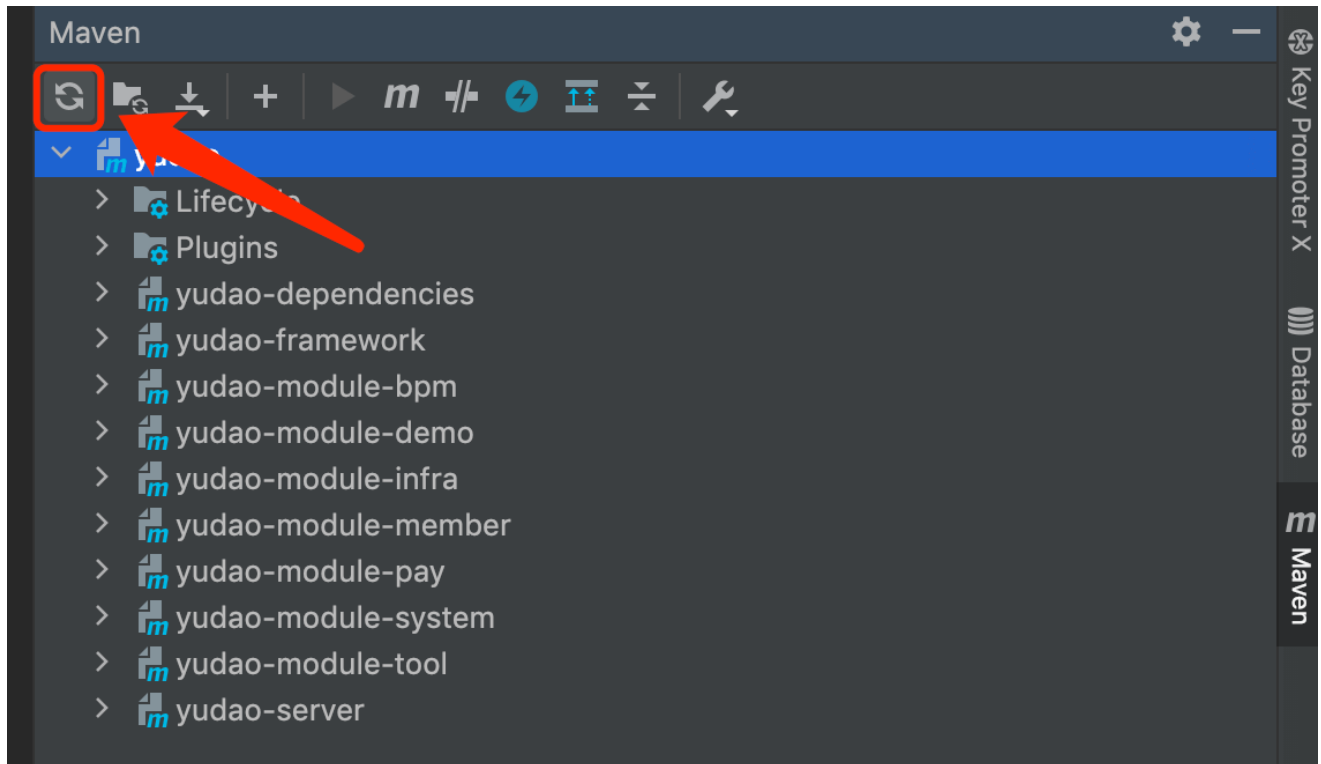 Maven
m
Lifecycle
Plugins
yudao-dependencies
yudao-framework
yudao-module-bpm
yudao-module-demo
yudao-module-infra
yudao-module-member
yudao-module-pay
yudao-module-system
yudao-module-tool
yudao-server
Key Promoter X
Database
m Maven